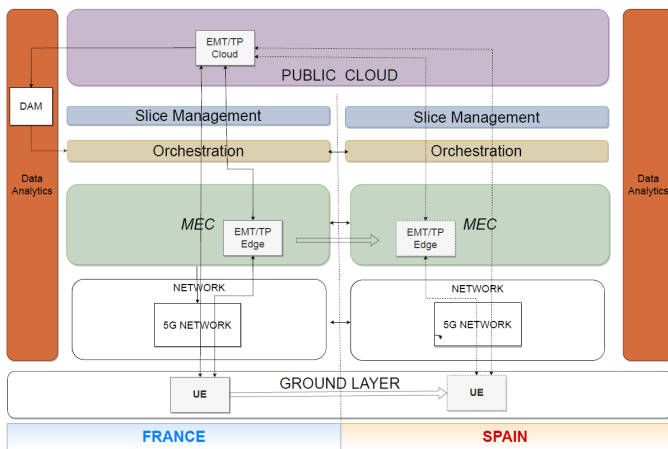 EMT/TP
Cloud
PUBLIC CLOUD
DAM
Data
Analytics
Slice Management
Slice Management
Orchestration
Orchestration
Data
Analytics
MEC
EMT/TP
Edge
EMT/TP
Edge
MEC
NETWORK
5G NETWORK
NETWORK
5G NETWORK
GROUND LAYER
UE
UE
FRANCE
SPAIN